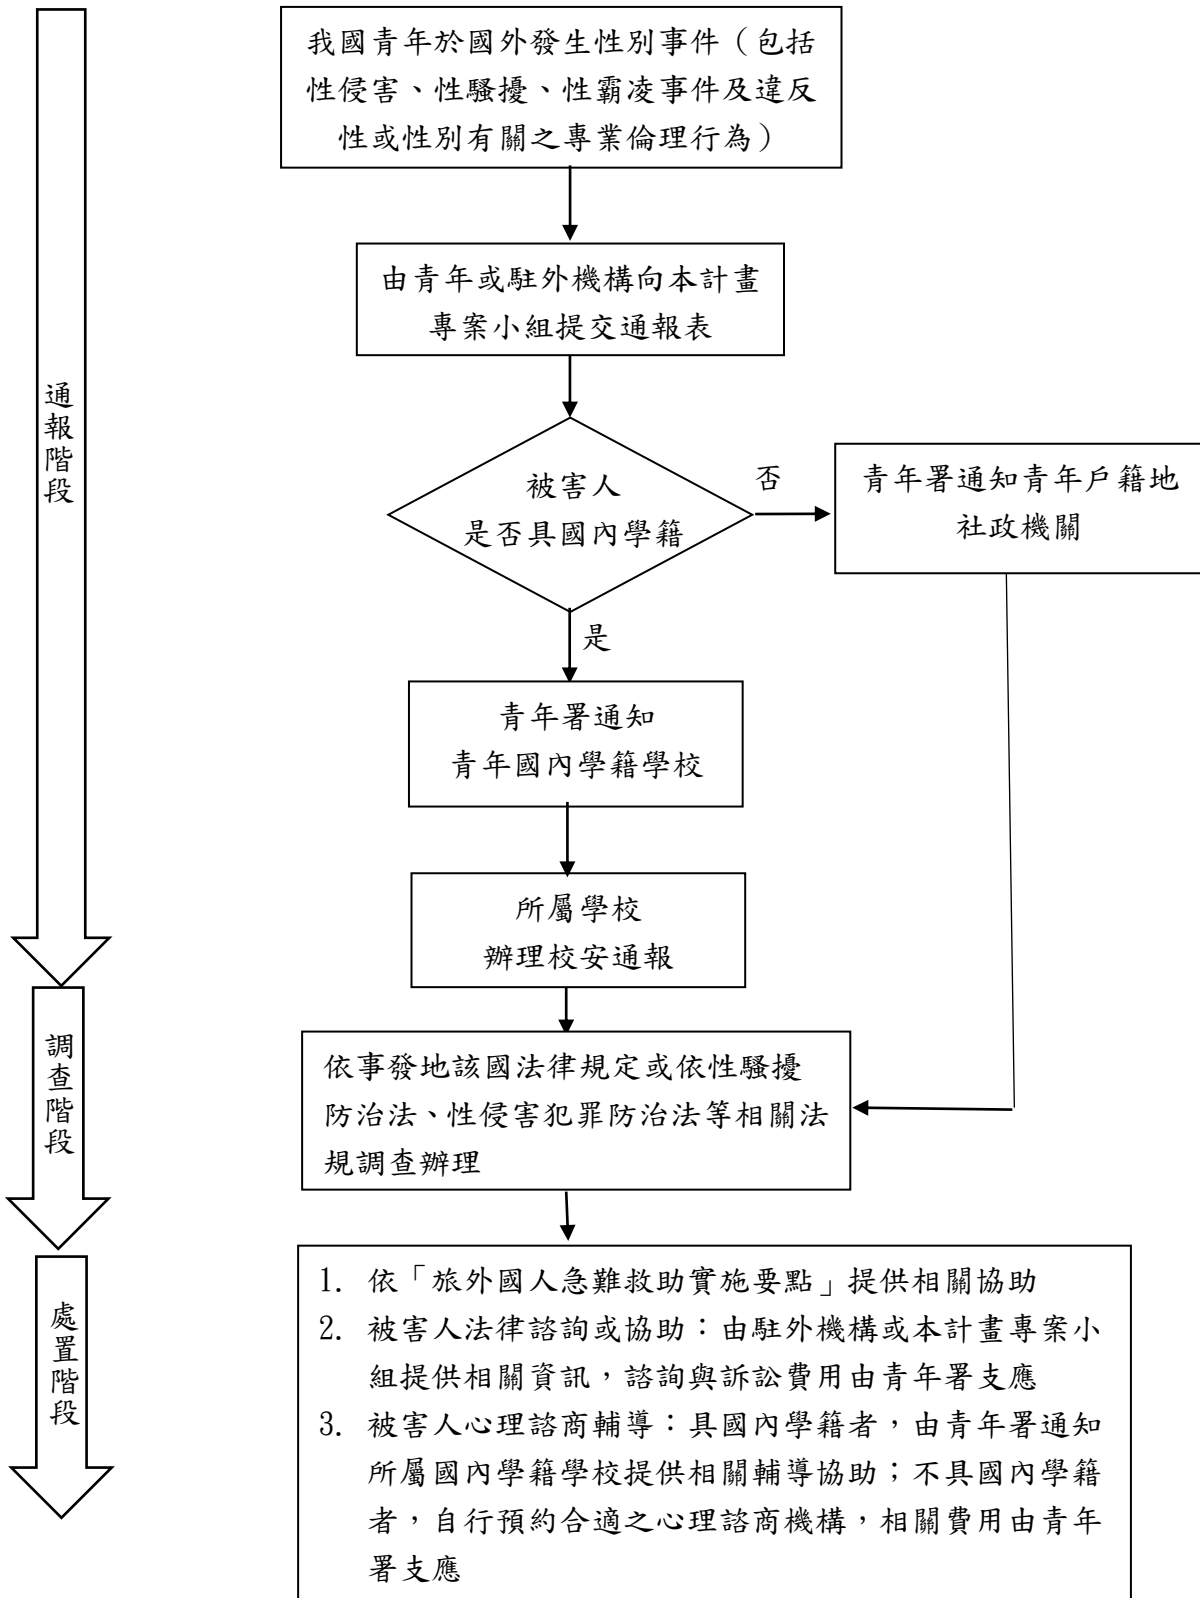 我國青年於國外發生性別事件（包括
性侵害、性騷擾、性霸凌事件及違反
性或性別有關之專業倫理行為）
由青年或駐外機構向本計畫
專案小組提交通報表
通報階段
被害人
是否具國內學籍
否
青年署通知青年戶籍地
社政機關
是
青年署通知
青年國內學籍學校
所屬學校
辦理校安通報
調查階段
依事發地該國法律規定或依性騷擾
防治法、性侵害犯罪防治法等相關法
規調查辦理
處置階段
1. 依「旅外國人急難救助實施要點」提供相關協助
2. 被害人法律諮詢或協助：由駐外機構或本計畫專案小
組提供相關資訊，諮詢與訴訟費用由青年署支應
3. 被害人心理諮商輔導：具國內學籍者，由青年署通知
所屬國內學籍學校提供相關輔導協助；不具國內學籍
者，自行預約合適之心理諮商機構，相關費用由青年
署支應